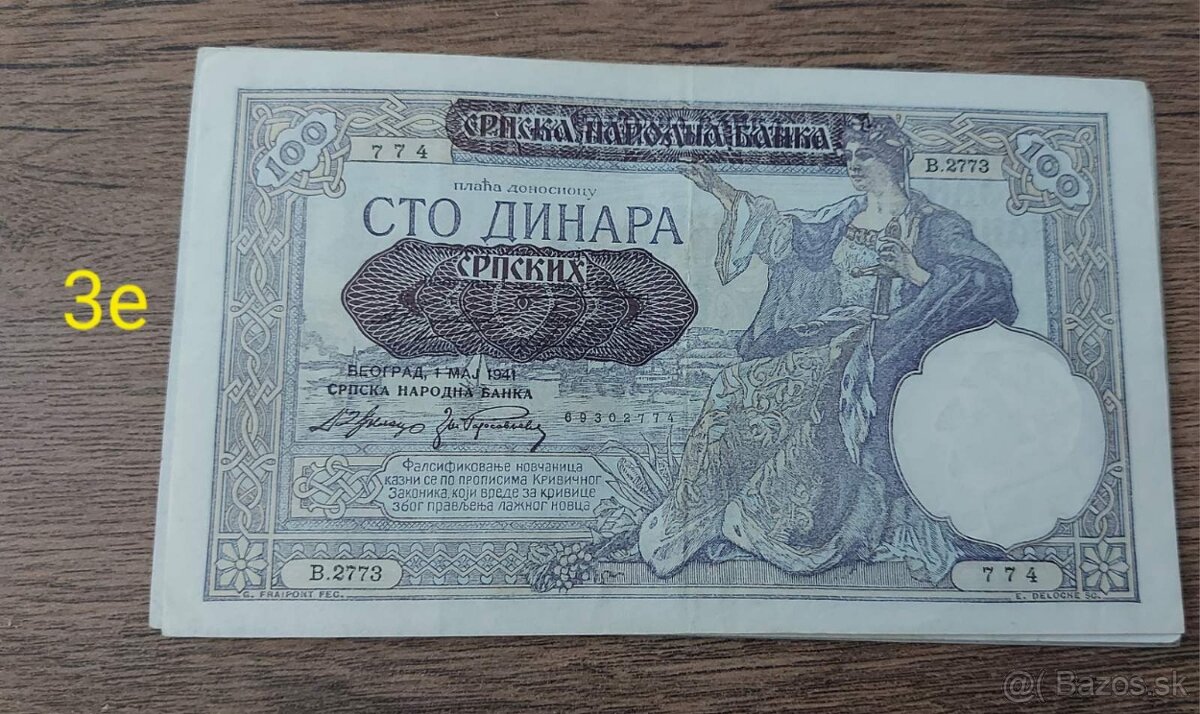 СРПСКА НАРОДНА БАНКА
100
774
B.2773
100
плаћа доносиоцу
СТО ДИНАРА
СРПСКИХ
3e
БЕОГРАД, 1 МАЈ 1941
СРПСКА НАРОДНА БАНКА
69302774
Фалсификовање новчаница
казни се по прописима Кривичног
Законика, који вреде за кривице
због прављења лажног новца
B.2773
774
G. FRAIPONT FEC.
E. DELOCHE SC.
@( Bazos.sk